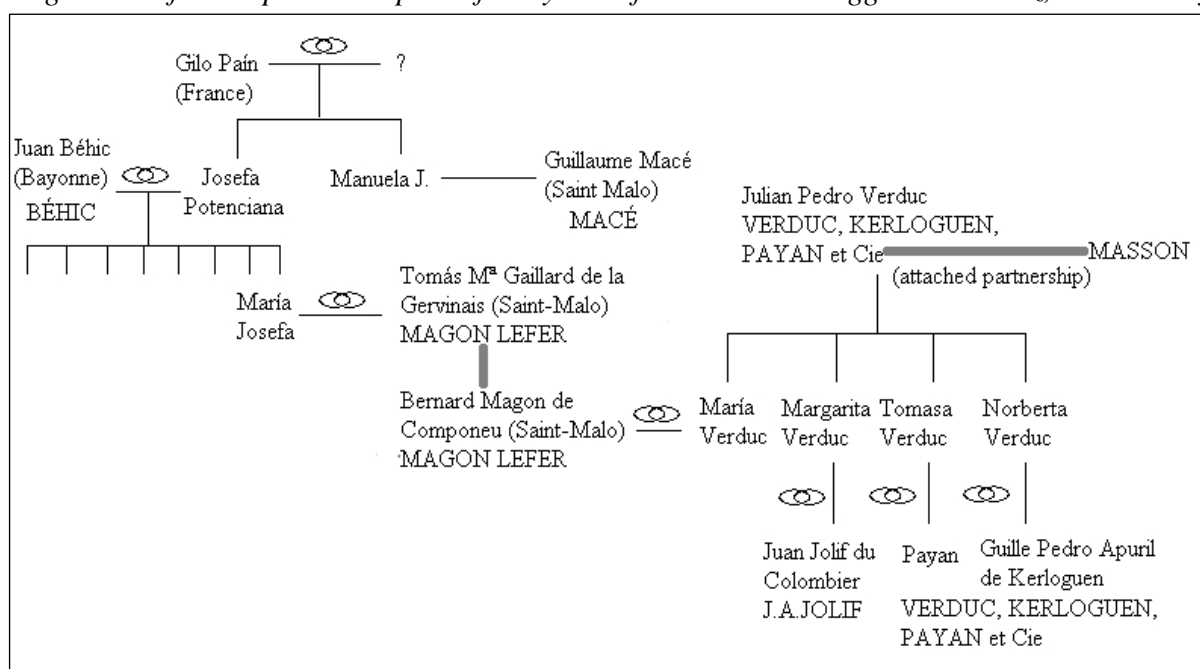 Gilo Paín
(France)
?
Juan Béhic
(Bayonne)
BÉHIC
Josefa
Potenciana
Manuela J.
Guillaume Macé
(Saint Malo)
MACÉ
Julian Pedro Verduc
VERDUC, KERLOGUEN,
PAYAN et Cie
MASSON
(attached partnership)
María
Josefa
Tomás Mª Gaillard de la
Gervinais (Saint-Malo)
MAGON LEFER
Bernard Magon de
Componeu (Saint-Malo)
MAGON LEFER
María
Verduc
Margarita
Verduc
Tomasa
Verduc
Norberta
Verduc
Juan Jolif du
Colombier
J.A.JOLIF
Payan
Guille Pedro Apuril
de Kerloguen
VERDUC, KERLOGUEN,
PAYAN et Cie